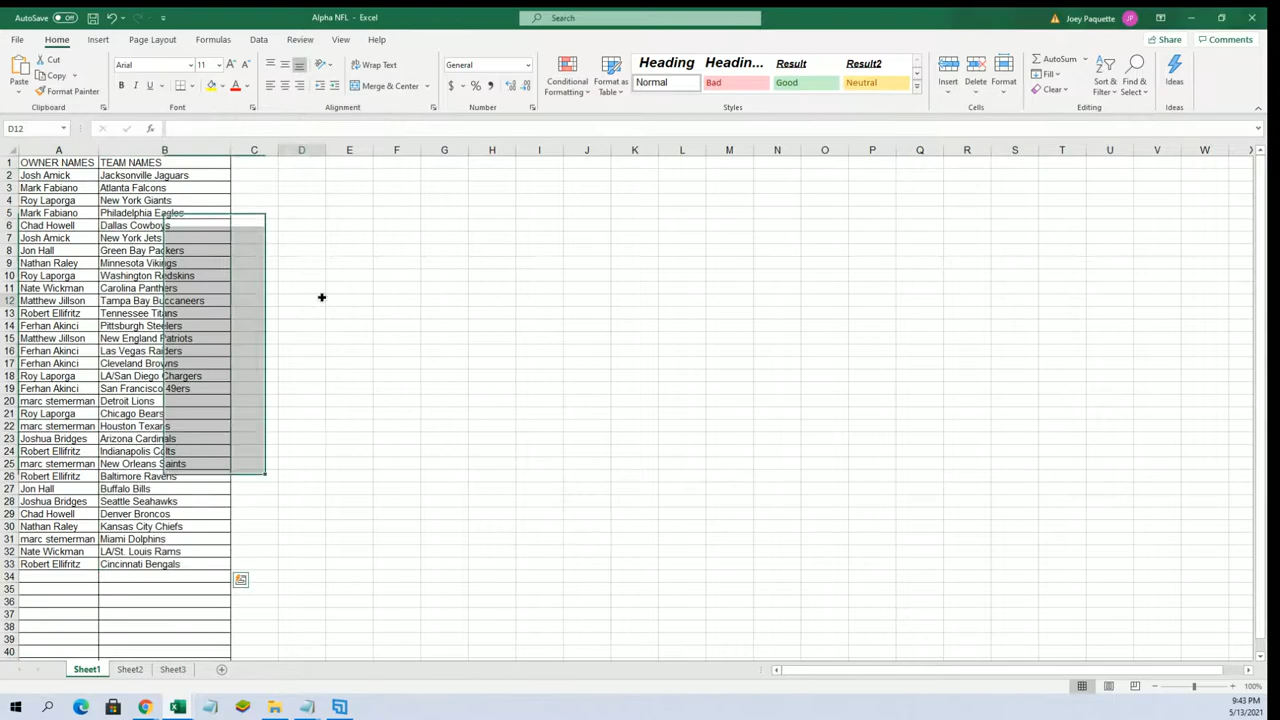 AutoSave Off Alpha NFL - Excel Search Joey Paquette JP
File Home Insert Page Layout Formulas Data Review View Help Share Comments
Paste Cut Copy Format Painter Clipboard
Arial 11 A A B I U A Font
Wrap Text Merge & Center Alignment
General $ % Number
Conditional Formatting Format as Table
Heading Headin... Result Result2
Normal Bad Good Neutral
Styles
Insert Delete Format Cells
AutoSum Fill Clear Sort & Filter Find & Select Editing
Ideas Ideas
D12 fx
A B C D E F G H I J K L M N O P Q R S T U V W
1 OWNER NAMES TEAM NAMES
2 Josh Amick Jacksonville Jaguars
3 Mark Fabiano Atlanta Falcons
4 Roy Laporga New York Giants
5 Mark Fabiano Philadelphia Eagles
6 Chad Howell Dallas Cowboys
7 Josh Amick New York Jets
8 Jon Hall Green Bay Packers
9 Nathan Raley Minnesota Vikings
10 Roy Laporga Washington Redskins
11 Nate Wickman Carolina Panthers
12 Matthew Jillson Tampa Bay Buccaneers
13 Robert Ellifritz Tennessee Titans
14 Ferhan Akinci Pittsburgh Steelers
15 Matthew Jillson New England Patriots
16 Ferhan Akinci Las Vegas Raiders
17 Ferhan Akinci Cleveland Browns
18 Roy Laporga LA/San Diego Chargers
19 Ferhan Akinci San Francisco 49ers
20 marc stemerman Detroit Lions
21 Roy Laporga Chicago Bears
22 marc stemerman Houston Texans
23 Joshua Bridges Arizona Cardinals
24 Robert Ellifritz Indianapolis Colts
25 marc stemerman New Orleans Saints
26 Robert Ellifritz Baltimore Ravens
27 Jon Hall Buffalo Bills
28 Joshua Bridges Seattle Seahawks
29 Chad Howell Denver Broncos
30 Nathan Raley Kansas City Chiefs
31 marc stemerman Miami Dolphins
32 Nate Wickman LA/St. Louis Rams
33 Robert Ellifritz Cincinnati Bengals
34
35
36
37
38
39
40
Sheet1 Sheet2 Sheet3
100%
9:43 PM
5/13/2021